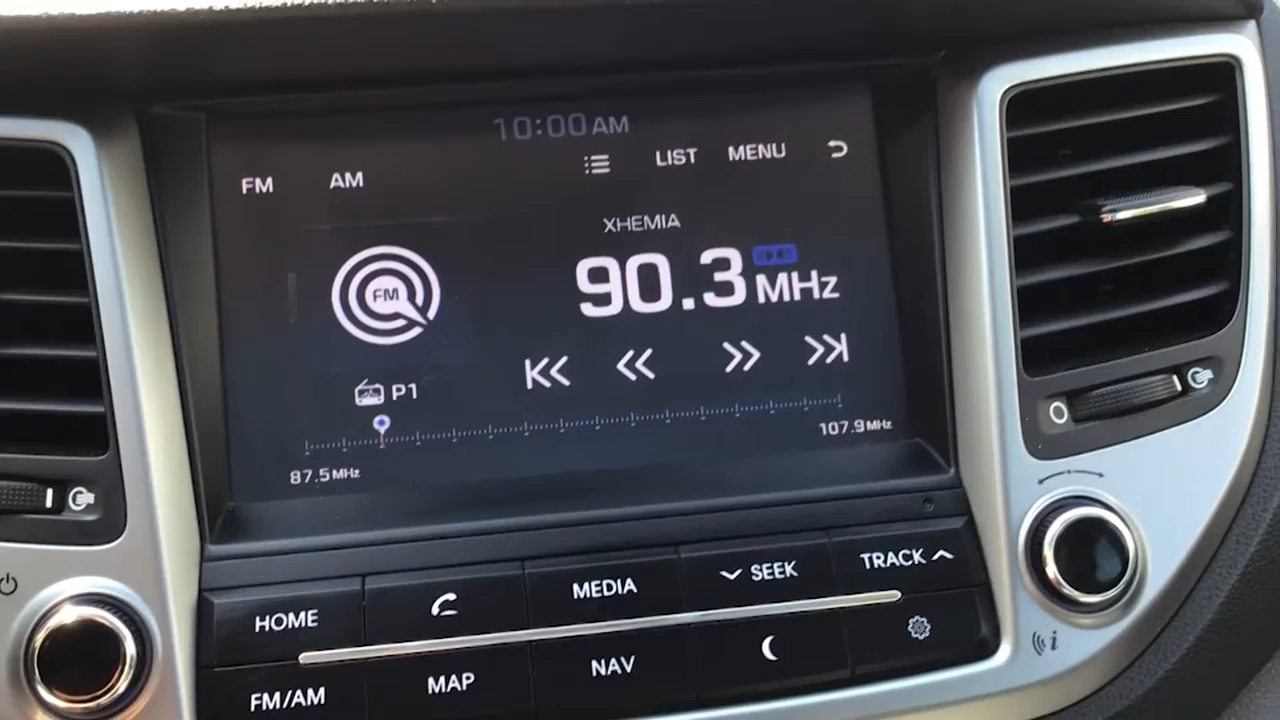 10:00 AM
FM AM LIST MENU
XHEMIA
90.3 MHz
FM
P1
87.5 MHz 107.9 MHz
HOME MEDIA SEEK TRACK
FM/AM MAP NAV
i